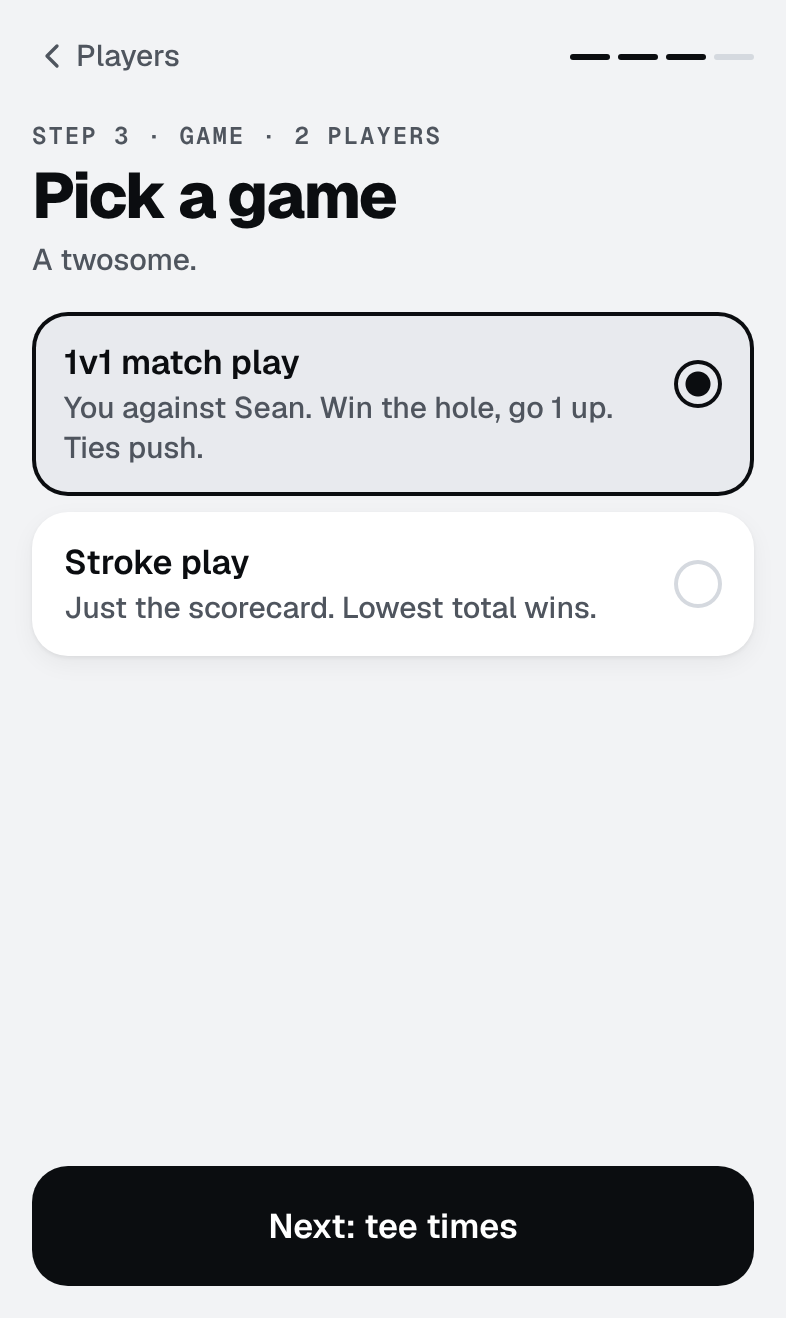 Players
STEP 3 · GAME · 2 PLAYERS
Pick a game
A twosome.
1v1 match play
You against Sean. Win the hole, go 1 up.
Ties push.
Stroke play
Just the scorecard. Lowest total wins.
Next: tee times